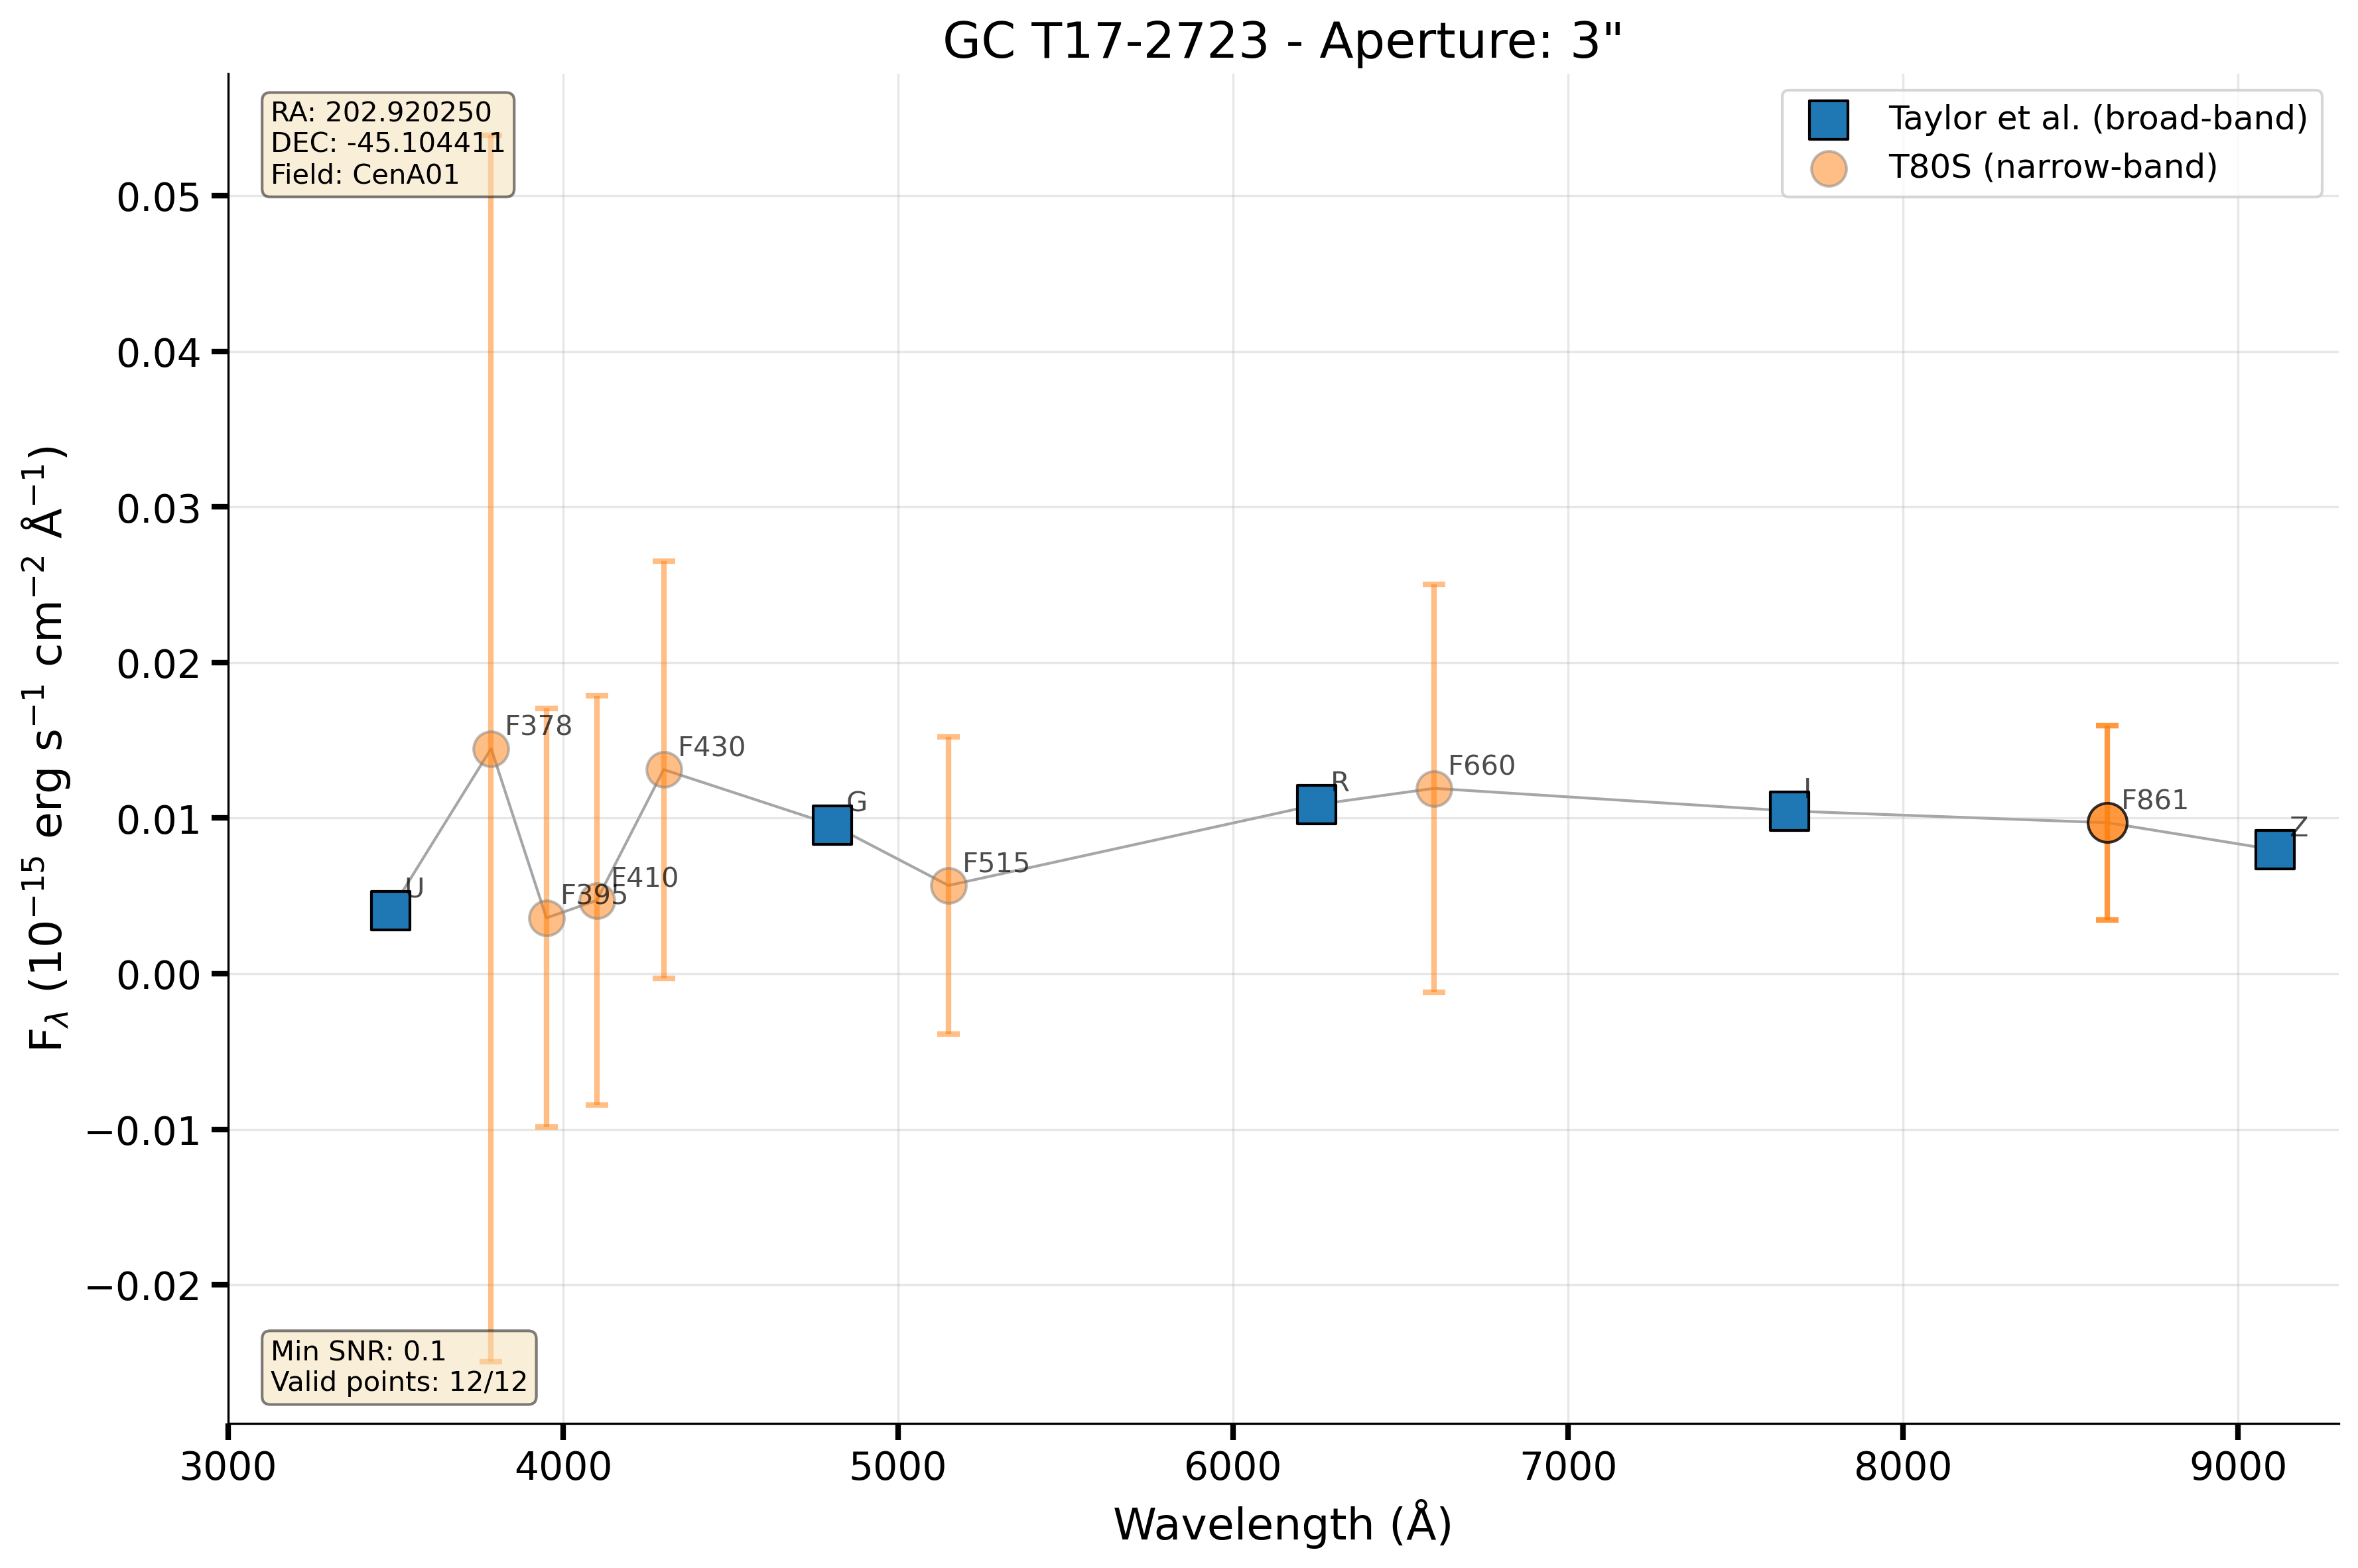 GC T17-2723 - Aperture: 3"
RA: 202.920250
DEC: -45.104411
Field: CenA01
Taylor et al. (broad-band)
T80S (narrow-band)
0.05
0.04
0.03
0.02
0.01
0.00
−0.01
−0.02
F_λ (10⁻¹⁵ erg s⁻¹ cm⁻² Å⁻¹)
U
F378
F395
F410
F430
G
F515
R
F660
I
F861
Z
Min SNR: 0.1
Valid points: 12/12
3000 4000 5000 6000 7000 8000 9000
Wavelength (Å)